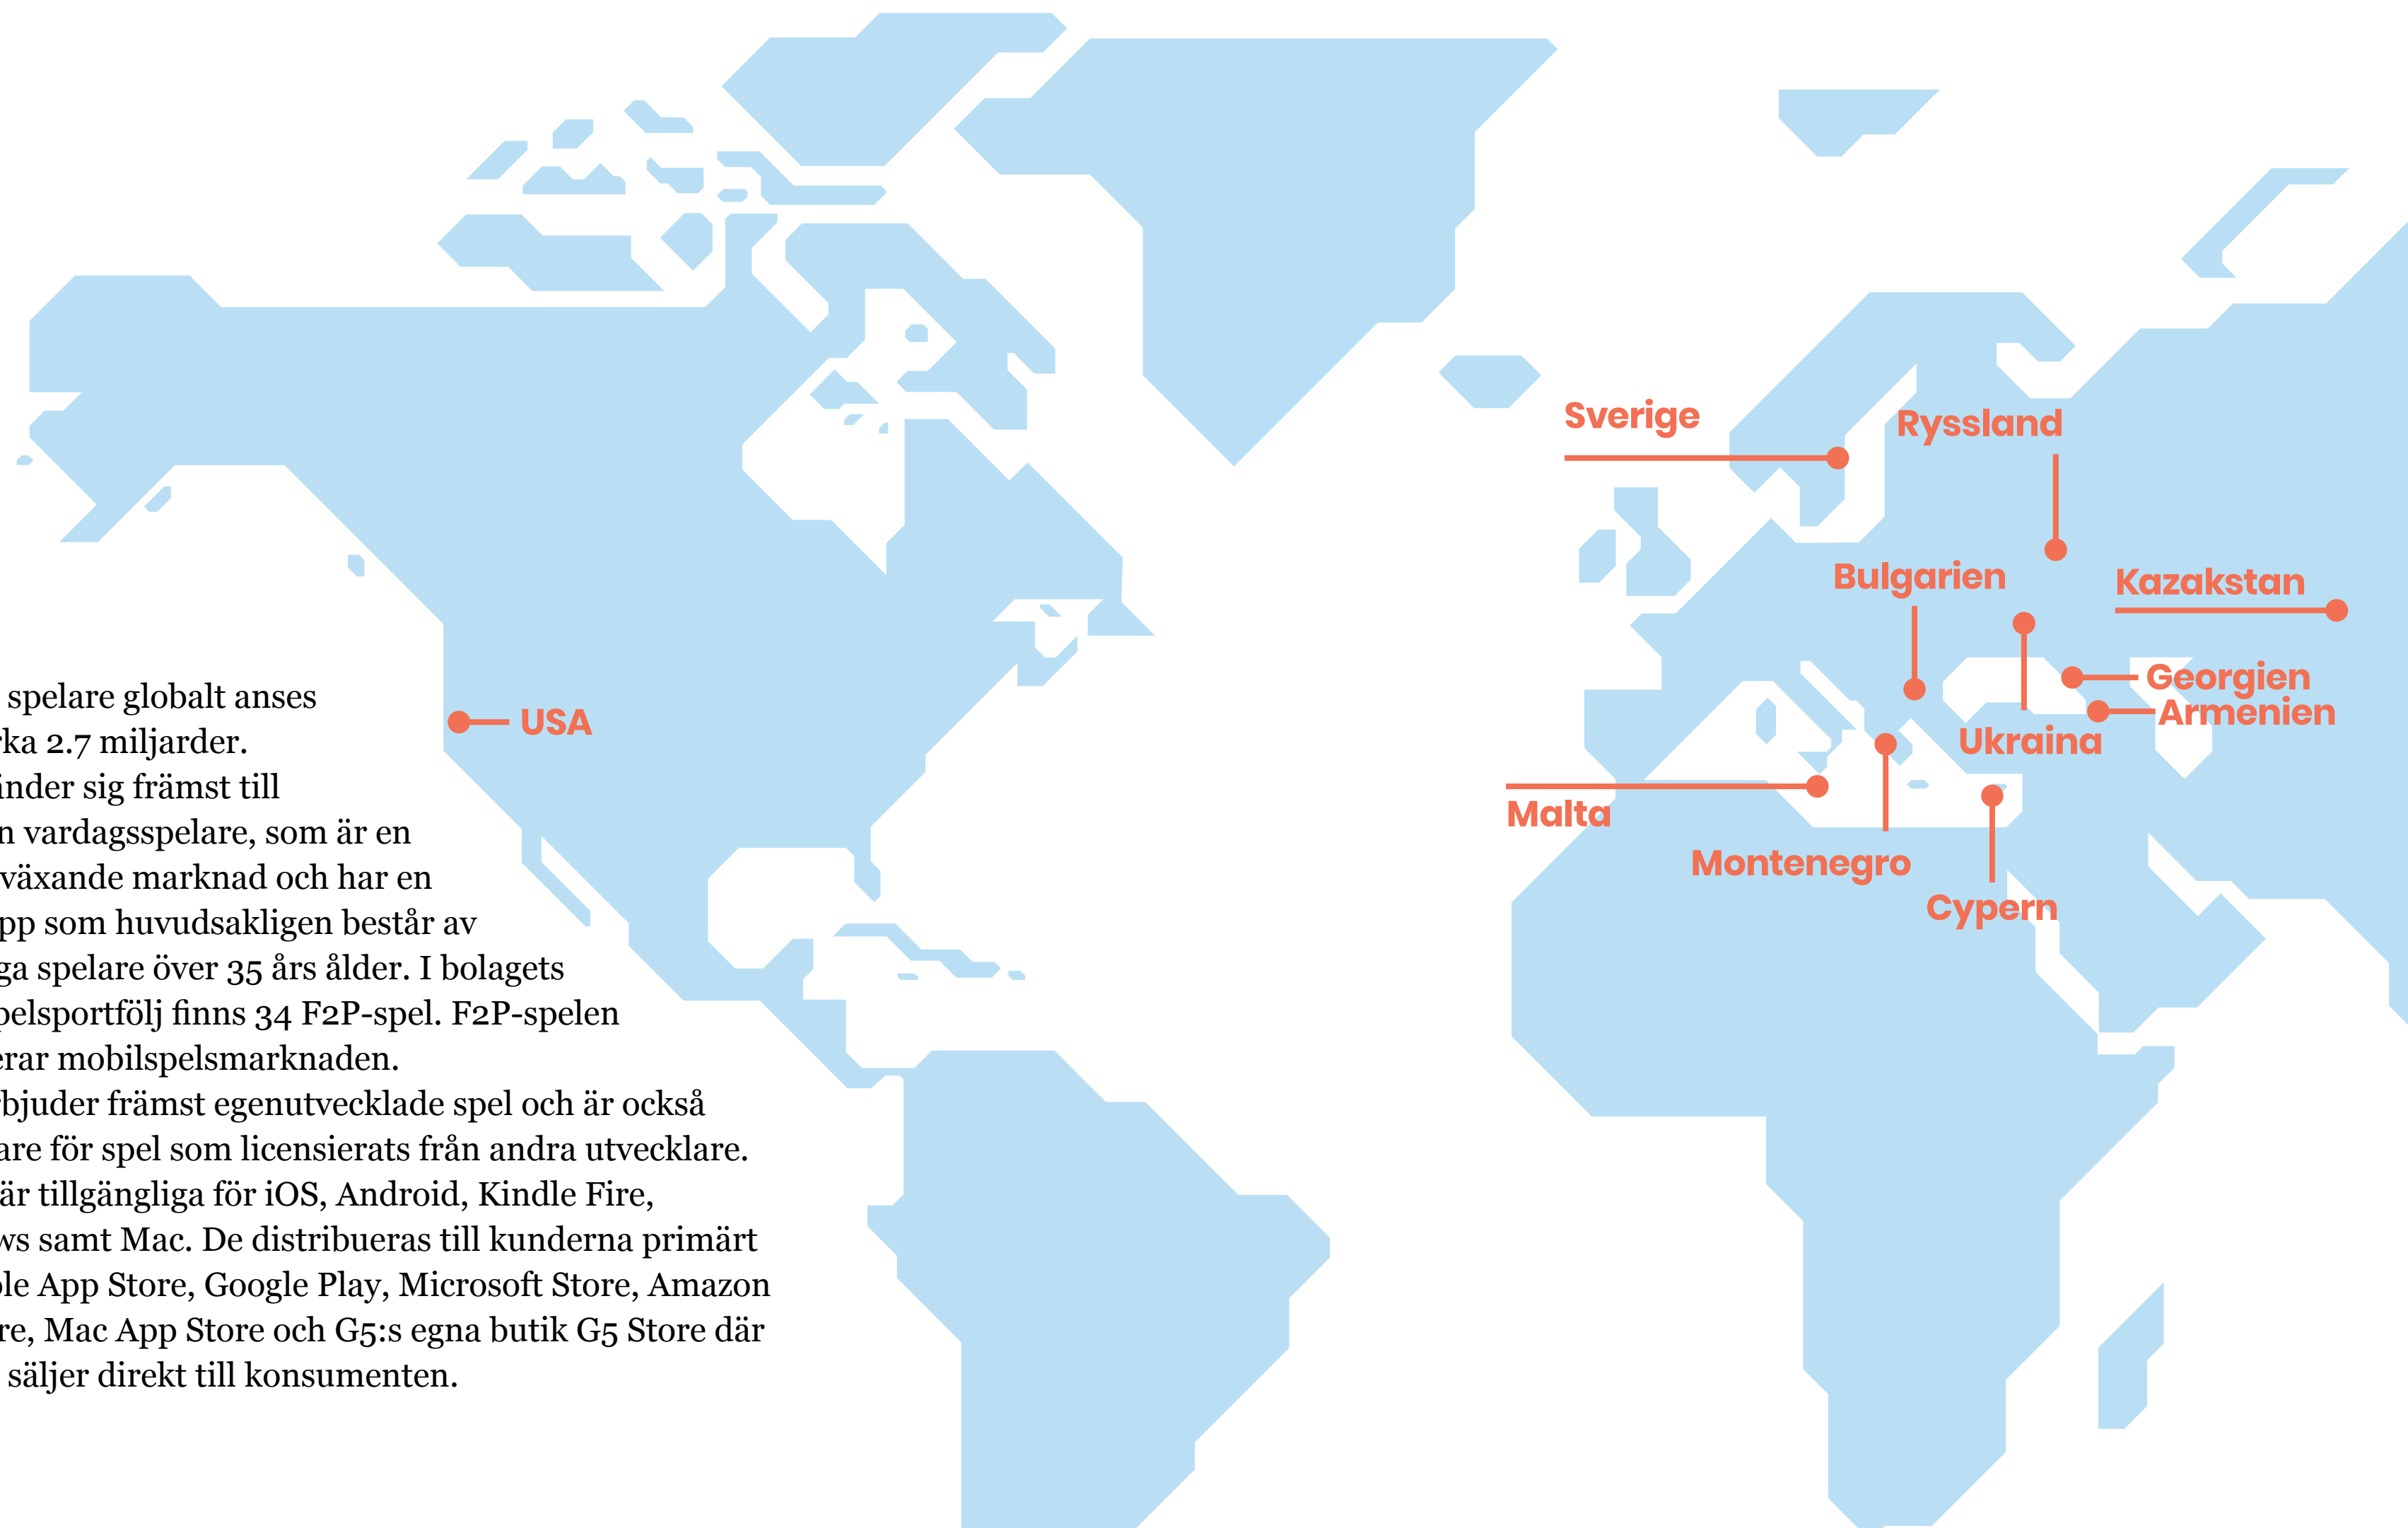 spelare globalt anses
rka 2.7 miljarder.
änder sig främst till
n vardagsspelare, som är en
växande marknad och har en
pp som huvudsakligen består av
ga spelare över 35 års ålder. I bolagets
pelsportfölj finns 34 F2P-spel. F2P-spelen
erar mobilspelsmarknaden.
rbjuder främst egenutvecklade spel och är också
are för spel som licensierats från andra utvecklare.
är tillgängliga för iOS, Android, Kindle Fire,
ws samt Mac. De distribueras till kunderna primärt
ple App Store, Google Play, Microsoft Store, Amazon
re, Mac App Store och G5:s egna butik G5 Store där
säljer direkt till konsumenten.
USA
Sverige
Ryssland
Bulgarien
Kazakstan
Georgien
Armenien
Ukraina
Malta
Montenegro
Cypern